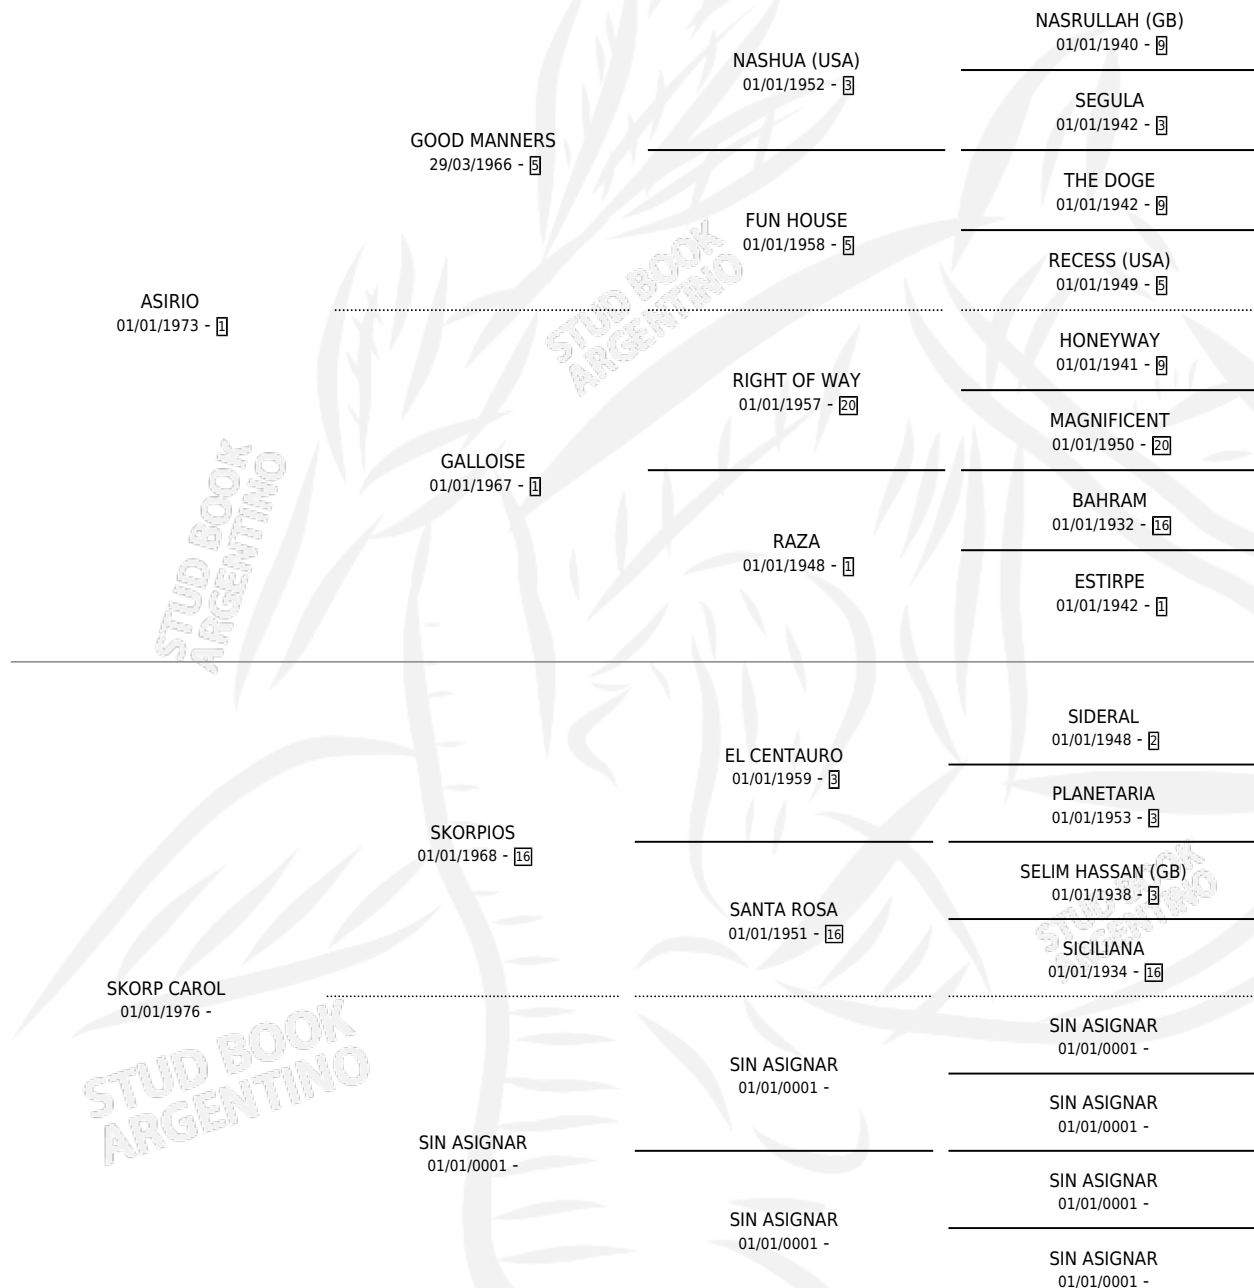 NASRULLAH (GB)
01/01/1940 - 9
NASHUA (USA)
01/01/1952 - 3
SEGULA
01/01/1942 - 3
GOOD MANNERS
29/03/1966 - 5
THE DOGE
01/01/1942 - 9
FUN HOUSE
01/01/1958 - 5
RECESS (USA)
01/01/1949 - 5
ASIRIO
01/01/1973 - 1
HONEYWAY
01/01/1941 - 9
RIGHT OF WAY
01/01/1957 - 20
MAGNIFICENT
01/01/1950 - 20
GALLOISE
01/01/1967 - 1
BAHRAM
01/01/1932 - 16
RAZA
01/01/1948 - 1
ESTIRPE
01/01/1942 - 1
SIDERAL
01/01/1948 - 2
EL CENTAURO
01/01/1959 - 3
PLANETARIA
01/01/1953 - 3
SKORPIOS
01/01/1968 - 16
SELIM HASSAN (GB)
01/01/1938 - 3
SANTA ROSA
01/01/1951 - 16
SICILIANA
01/01/1934 - 16
SKORP CAROL
01/01/1976 -
SIN ASIGNAR
01/01/0001 -
SIN ASIGNAR
01/01/0001 -
SIN ASIGNAR
01/01/0001 -
SIN ASIGNAR
01/01/0001 -
SIN ASIGNAR
01/01/0001 -
SIN ASIGNAR
01/01/0001 -
SIN ASIGNAR
01/01/0001 -
STUD BOOK
ARGENTINO
STUD BOOK
ARGENTINO
STUD BOOK
ARGENTINO
STUD BOOK
ARGENTINO